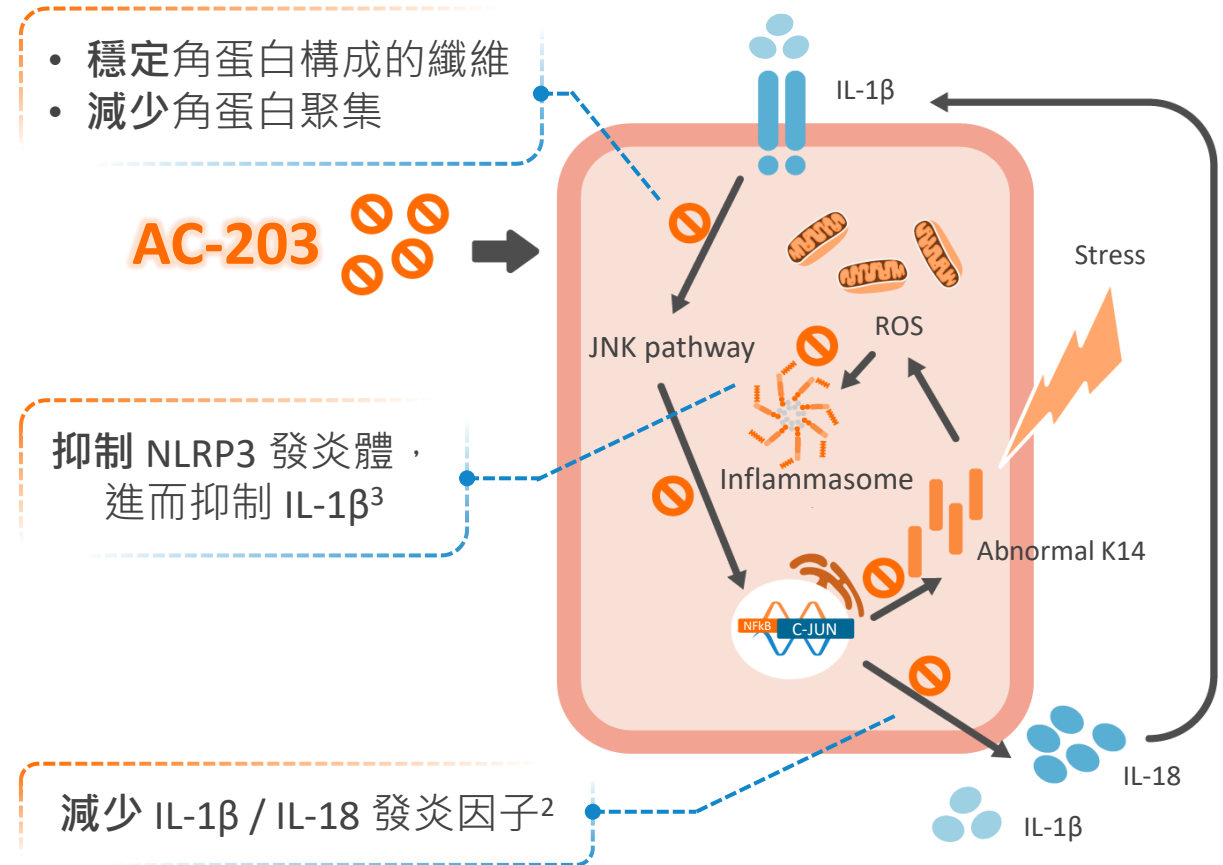 • 穩定角蛋白構成的纖維
• 減少角蛋白聚集
IL-1β
AC-203
Stress
JNK pathway
ROS
抑制 NLRP3 發炎體，
進而抑制 IL-1β³
Inflammasome
Abnormal K14
NFkB
C-JUN
IL-18
減少 IL-1β / IL-18 發炎因子²
IL-1β